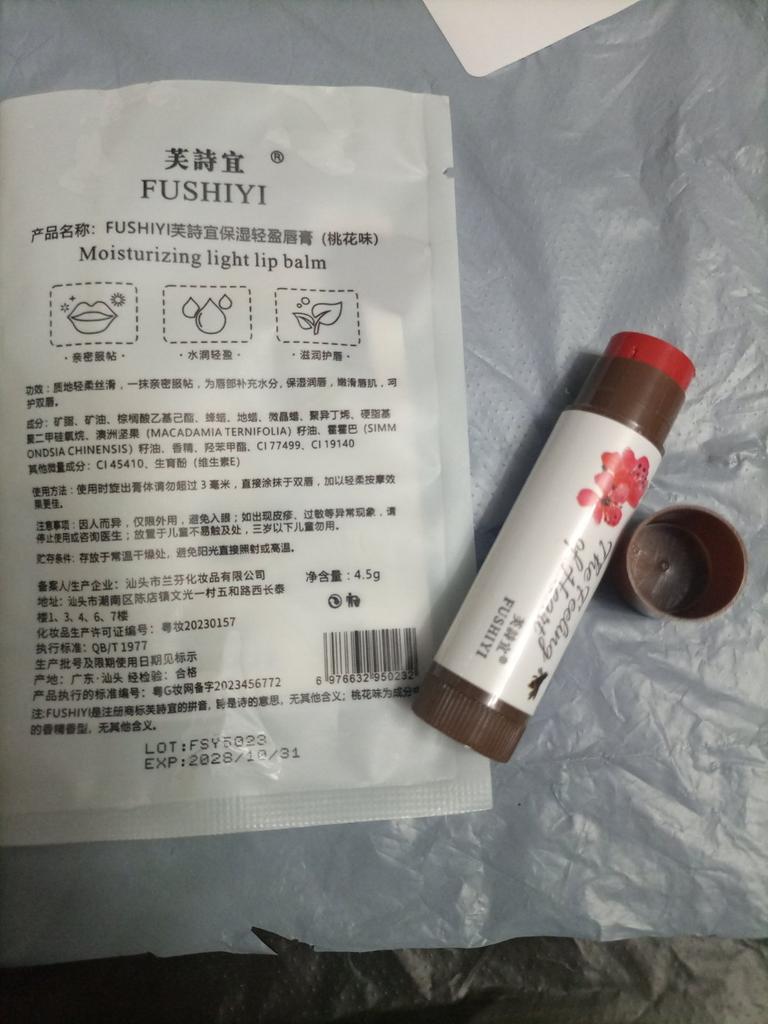 芙詩宜 ®
FUSHIYI
产品名称：FUSHIYI芙詩宜保湿轻盈唇膏（桃花味）
Moisturizing light lip balm
· 亲密服帖 · · 水润轻盈 · · 滋润护唇 ·
功效：质地轻柔丝滑，一抹亲密服帖，为唇部补充水分，保湿润唇，嫩滑唇肌，呵
护双唇。
成分：矿脂、矿油、棕榈酸乙基己酯、蜂蜡、地蜡、微晶蜡、聚异丁烯、硬脂基
聚二甲硅氧烷、澳洲坚果（MACADAMIA TERNIFOLIA）籽油、霍霍巴（SIMM
ONDSIA CHINENSIS）籽油、香精、羟苯甲酯、CI 77499、CI 19140
其他微量成分：CI 45410、生育酚（维生素E）
使用方法：使用时旋出膏体请勿超过 3 毫米，直接涂抹于双唇，加以轻柔按摩效
果更佳。
注意事项：因人而异，仅限外用，避免入眼；如出现皮疹、过敏等异常现象，请
停止使用或咨询医生；放置于儿童不易触及处，三岁以下儿童勿用。
贮存条件：存放于常温干燥处，避免阳光直接照射或高温。
备案人/生产企业：汕头市兰芬化妆品有限公司
净含量：4.5g
地址：汕头市潮南区陈店镇文光一村五和路西长泰
楼1、3、4、6、7楼
化妆品生产许可证编号：粤妆20230157
执行标准：QB/T 1977
生产批号及限期使用日期见标示
产地：广东·汕头 经检验：合格
产品执行的标准编号：粤G妆网备字2023456772
6 976632 950232
注:FUSHIYI是注册商标芙詩宜的拼音，詩是诗的意思，无其他含义；桃花味为成分中
的香精香型，无其他含义。
LOT:FSY5023
EXP:2028/10/31
The Feeling
of Heart
芙詩宜®
FUSHIYI